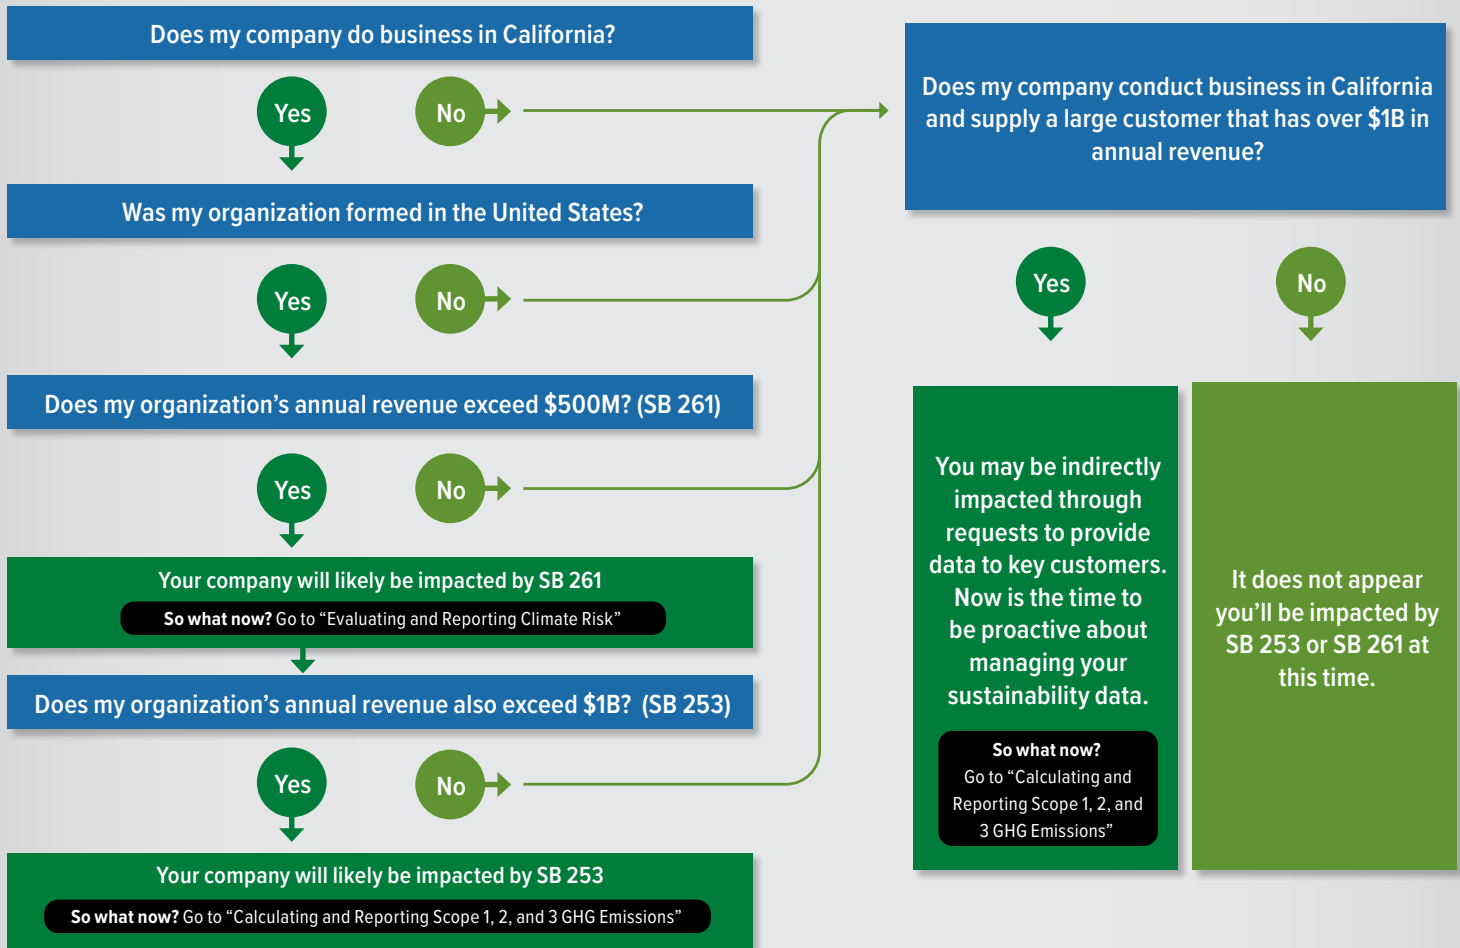 Does my company do business in California?
Yes
No
Was my organization formed in the United States?
Yes
No
Does my organization’s annual revenue exceed $500M? (SB 261)
Yes
No
Your company will likely be impacted by SB 261
So what now? Go to “Evaluating and Reporting Climate Risk”
Does my organization’s annual revenue also exceed $1B? (SB 253)
Yes
No
Your company will likely be impacted by SB 253
So what now? Go to “Calculating and Reporting Scope 1, 2, and 3 GHG Emissions”
Does my company conduct business in California
and supply a large customer that has over $1B in
annual revenue?
Yes
No
You may be indirectly
impacted through
requests to provide
data to key customers.
Now is the time to
be proactive about
managing your
sustainability data.
So what now?
Go to “Calculating and
Reporting Scope 1, 2, and
3 GHG Emissions”
It does not appear
you’ll be impacted by
SB 253 or SB 261 at
this time.